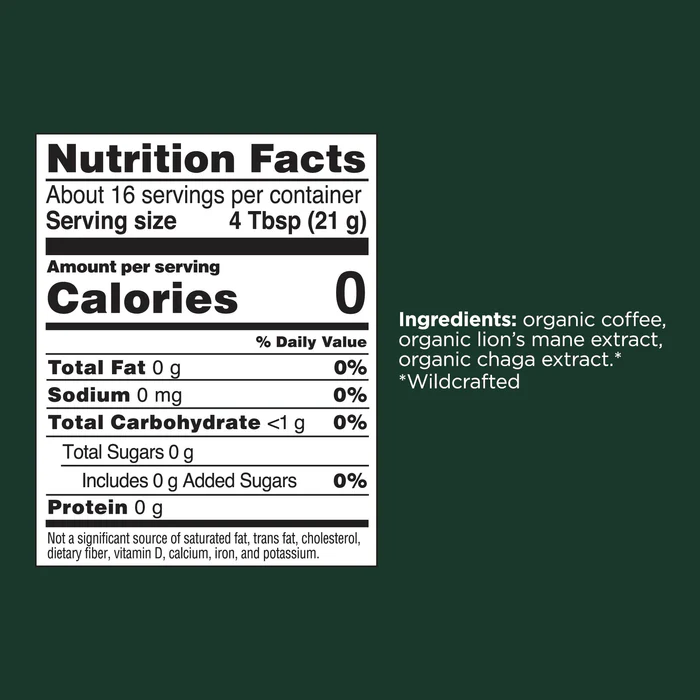 Nutrition Facts
About 16 servings per container
Serving size 4 Tbsp (21 g)
Amount per serving
Calories 0
% Daily Value
Total Fat 0 g 0%
Sodium 0 mg 0%
Total Carbohydrate <1 g 0%
Total Sugars 0 g
Includes 0 g Added Sugars 0%
Protein 0 g
Not a significant source of saturated fat, trans fat, cholesterol,
dietary fiber, vitamin D, calcium, iron, and potassium.
Ingredients: organic coffee,
organic lion's mane extract,
organic chaga extract.*
*Wildcrafted